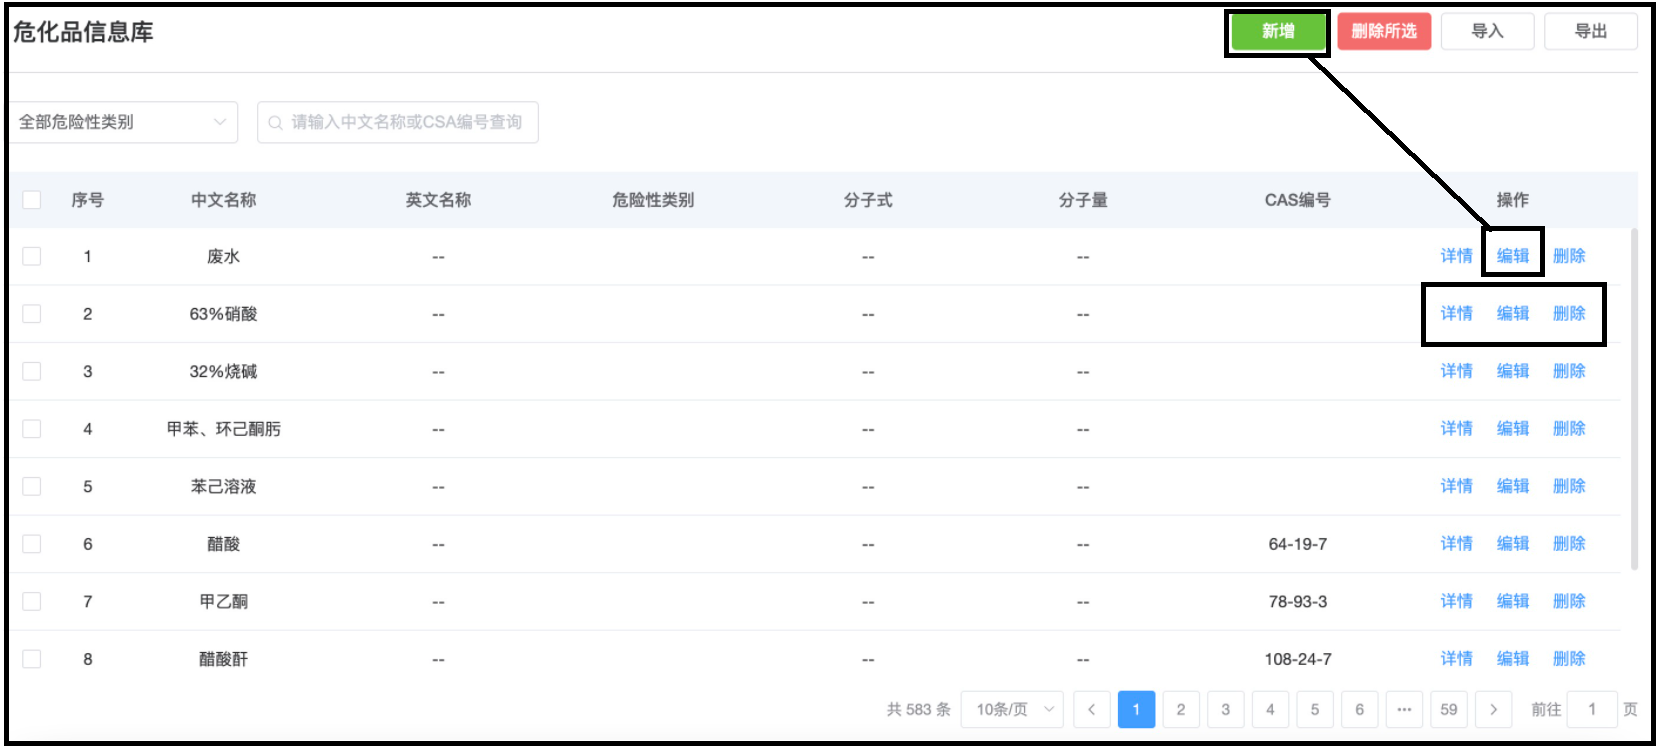 危化品信息库 新增 删除所选 导入 导出
全部危险性类别 请输入中文名称或CSA编号查询
序号 中文名称 英文名称 危险性类别 分子式 分子量 CAS编号 操作
1 废水 -- -- -- 详情 编辑 删除
2 63%硝酸 -- -- -- 详情 编辑 删除
3 32%烧碱 -- -- -- 详情 编辑 删除
4 甲苯、环己酮肟 -- -- -- 详情 编辑 删除
5 苯己溶液 -- -- -- 详情 编辑 删除
6 醋酸 -- -- -- 64-19-7 详情 编辑 删除
7 甲乙酮 -- -- -- 78-93-3 详情 编辑 删除
8 醋酸酐 -- -- -- 108-24-7 详情 编辑 删除
共 583 条 10条/页 < 1 2 3 4 5 6 ··· 59 > 前往 1 页